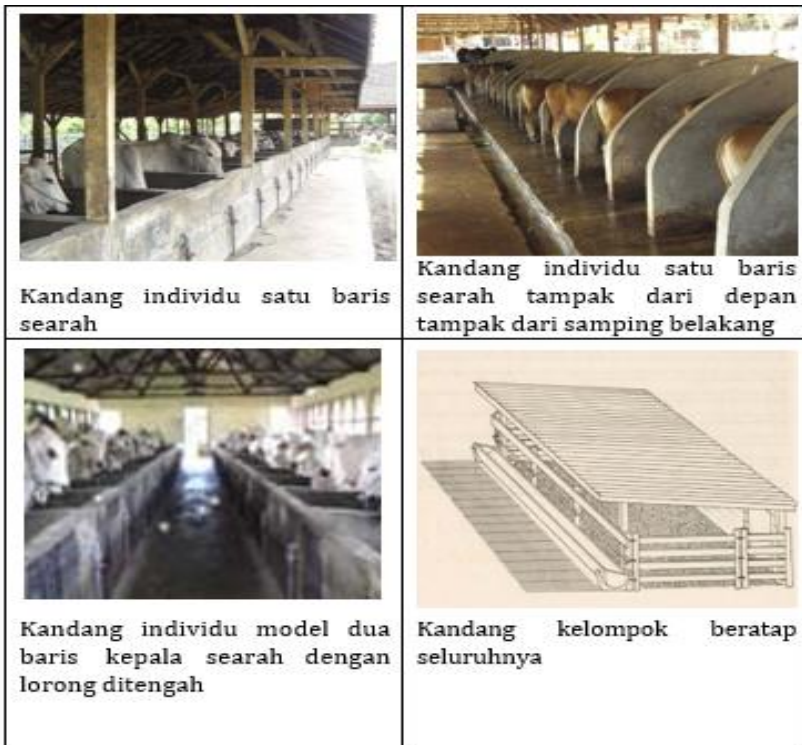 Kandang individu satu baris
searah
Kandang individu satu baris
searah tampak dari depan
tampak dari samping belakang
Kandang individu model dua
baris kepala searah dengan
lorong ditengah
Kandang kelompok beratap
seluruhnya